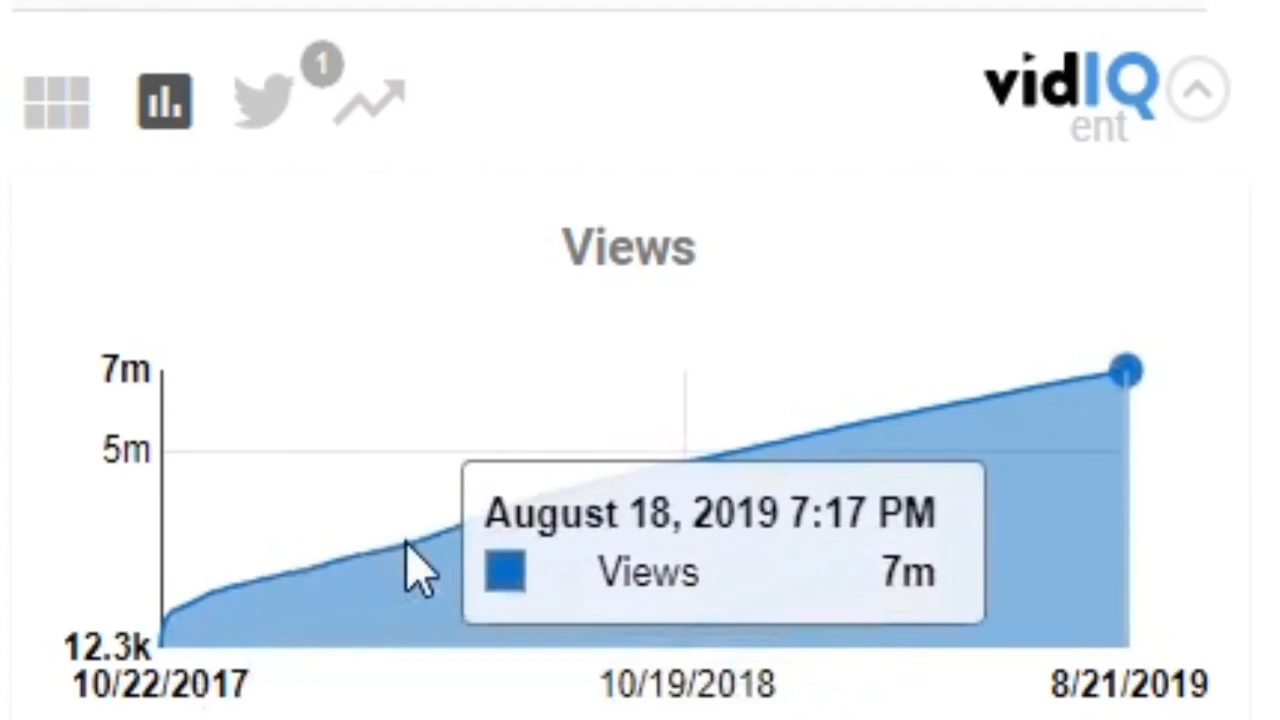 1
vidIQ
ent
Views
7m
5m
August 18, 2019 7:17 PM
Views 7m
12.3k
10/22/2017 10/19/2018 8/21/2019